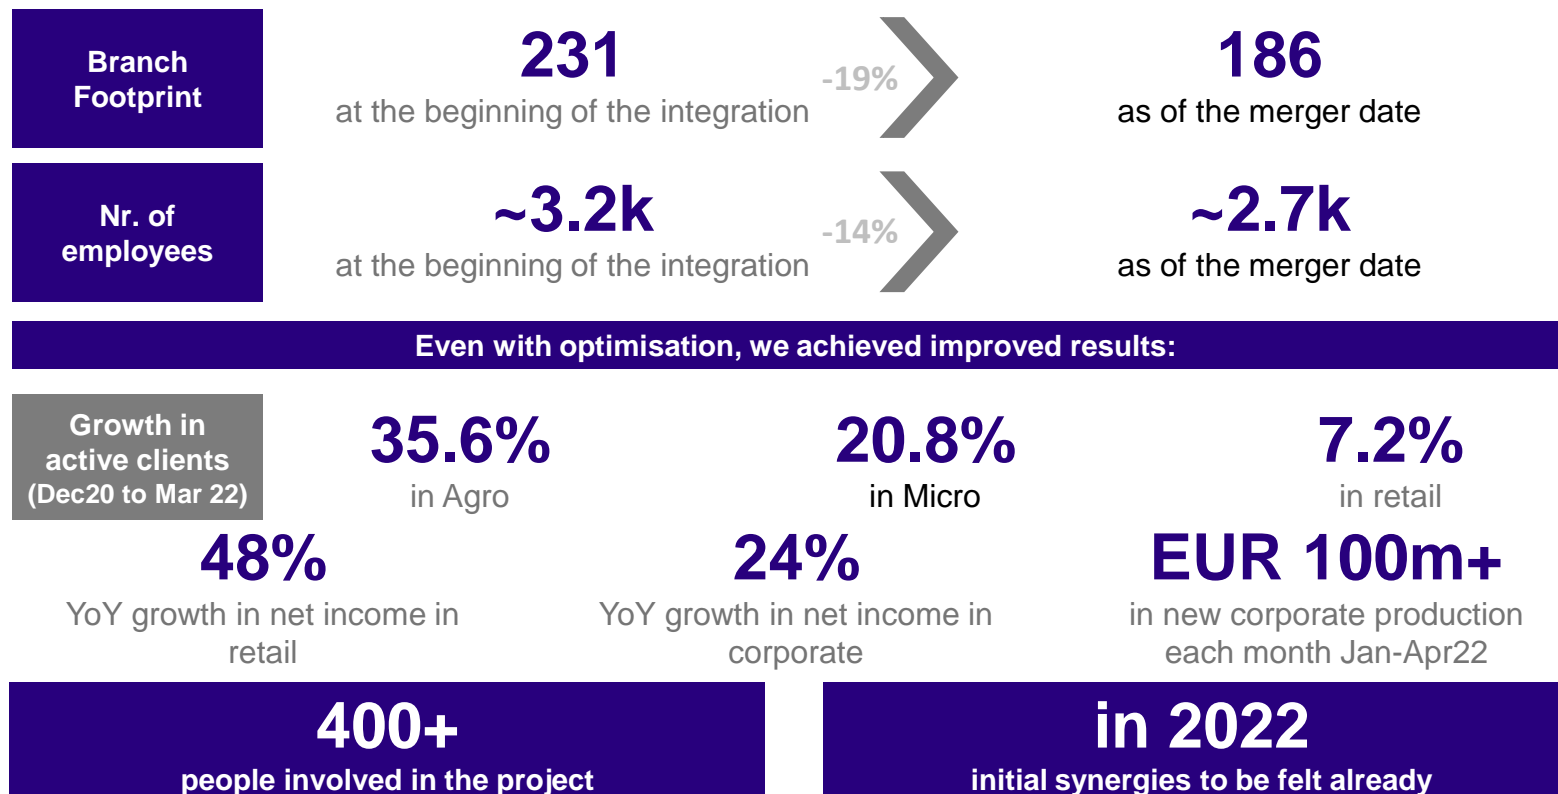 Branch
Footprint
231
at the beginning of the integration
-19%
186
as of the merger date
Nr. of
employees
~3.2k
at the beginning of the integration
-14%
~2.7k
as of the merger date
Even with optimisation, we achieved improved results:
Growth in
active clients
(Dec20 to Mar 22)
35.6%
in Agro
20.8%
in Micro
7.2%
in retail
48%
YoY growth in net income in
retail
24%
YoY growth in net income in
corporate
EUR 100m+
in new corporate production
each month Jan-Apr22
400+
people involved in the project
in 2022
initial synergies to be felt already